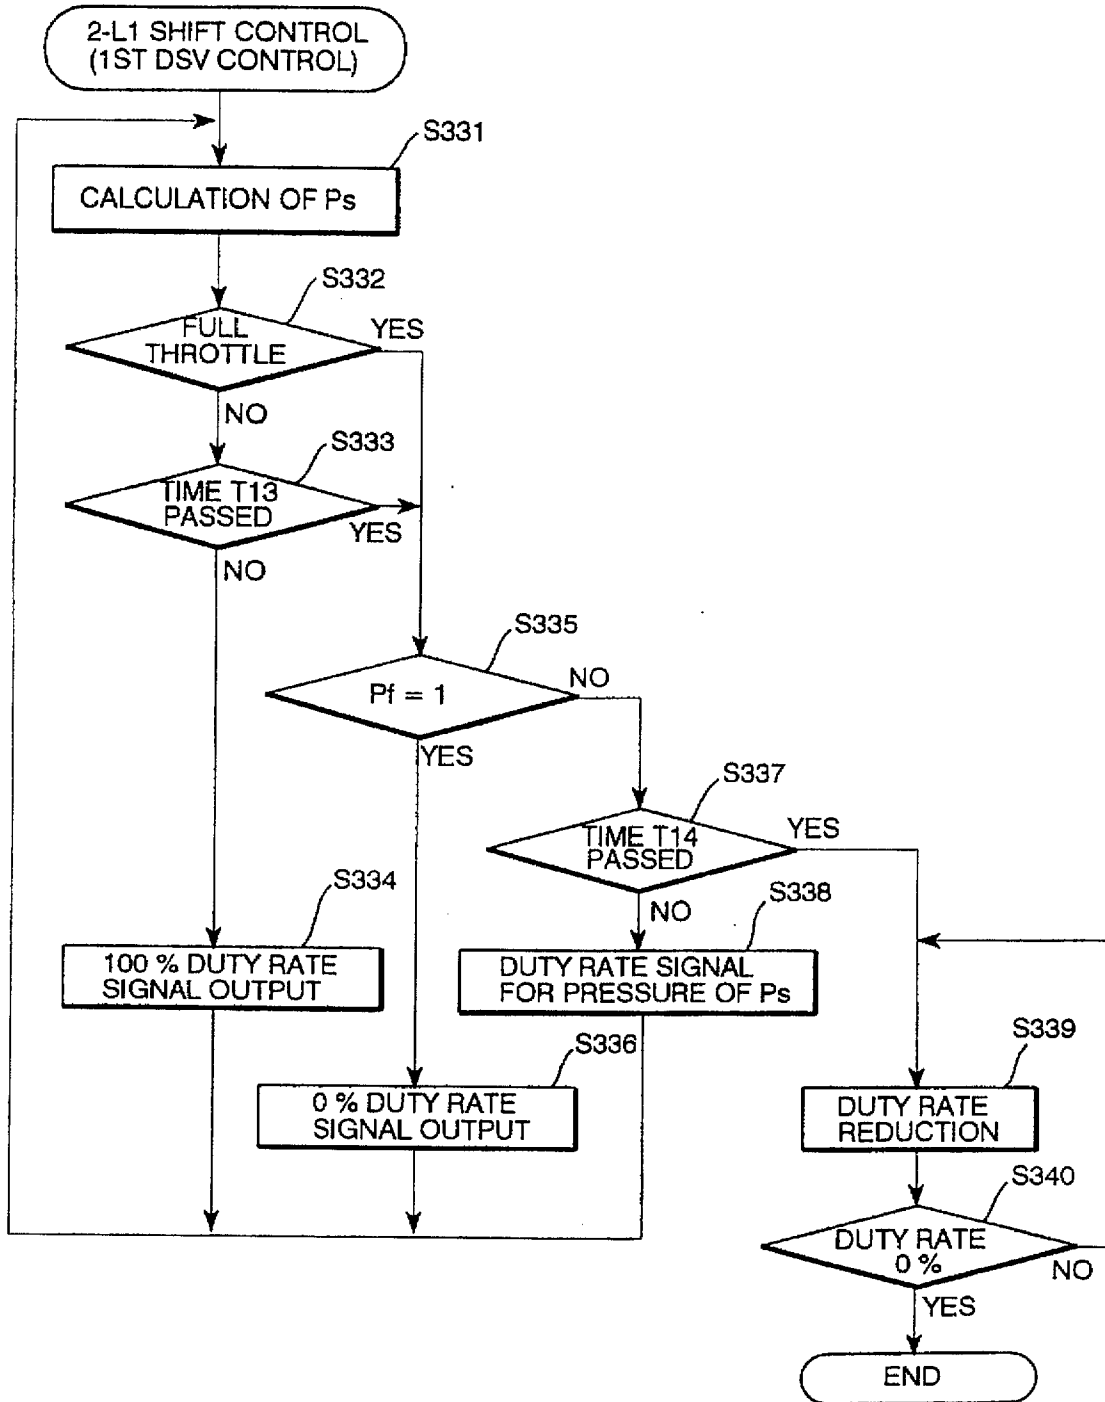 2-L1 SHIFT CONTROL
(1ST DSV CONTROL)
S331
CALCULATION OF Ps
S332
FULL
THROTTLE
YES
NO
S333
TIME T13
PASSED
YES
NO
S335
Pf = 1
NO
YES
S337
TIME T14
PASSED
YES
NO
S334
100 % DUTY RATE
SIGNAL OUTPUT
S338
DUTY RATE SIGNAL
FOR PRESSURE OF Ps
S336
0 % DUTY RATE
SIGNAL OUTPUT
S339
DUTY RATE
REDUCTION
S340
DUTY RATE
0 %
NO
YES
END